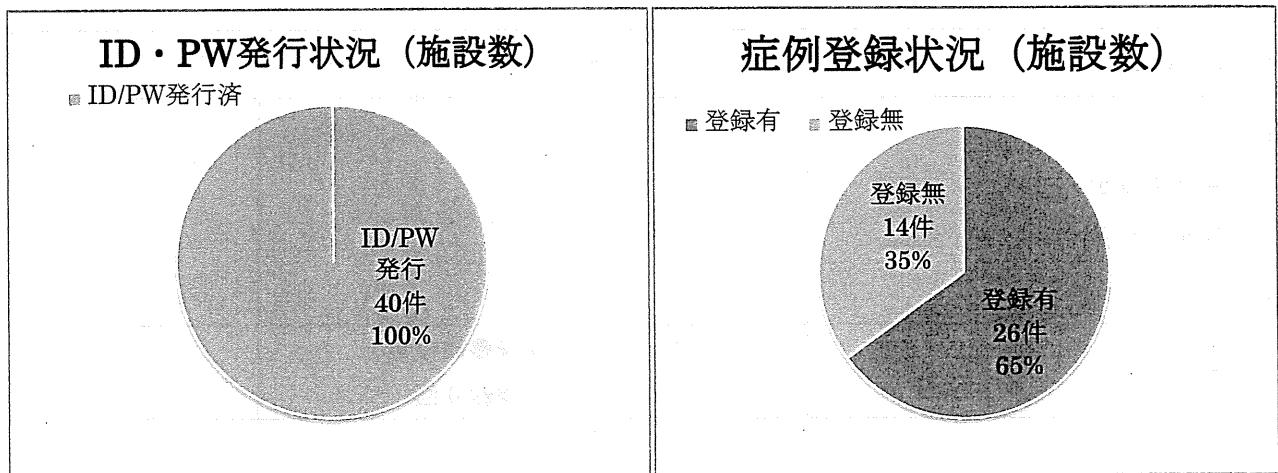 ID・PW発行状況（施設数）
ID/PW発行済
ID/PW
発行
40件
100%
症例登録状況（施設数）
登録有 登録無
登録無
14件
35%
登録有
26件
65%